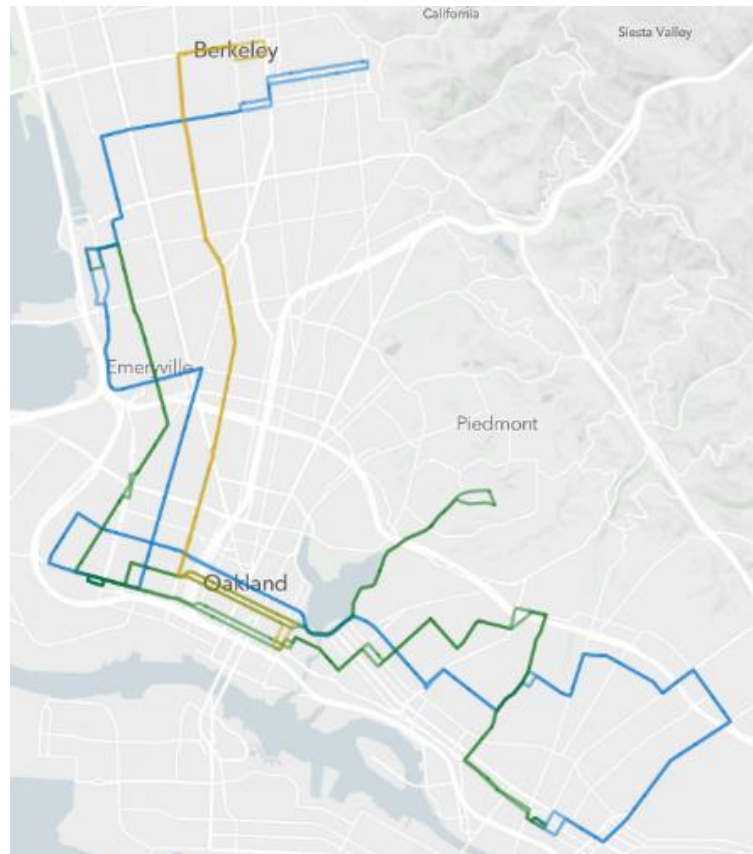 California
Siesta Valley
Berkeley
Emeryville
Piedmont
Oakland